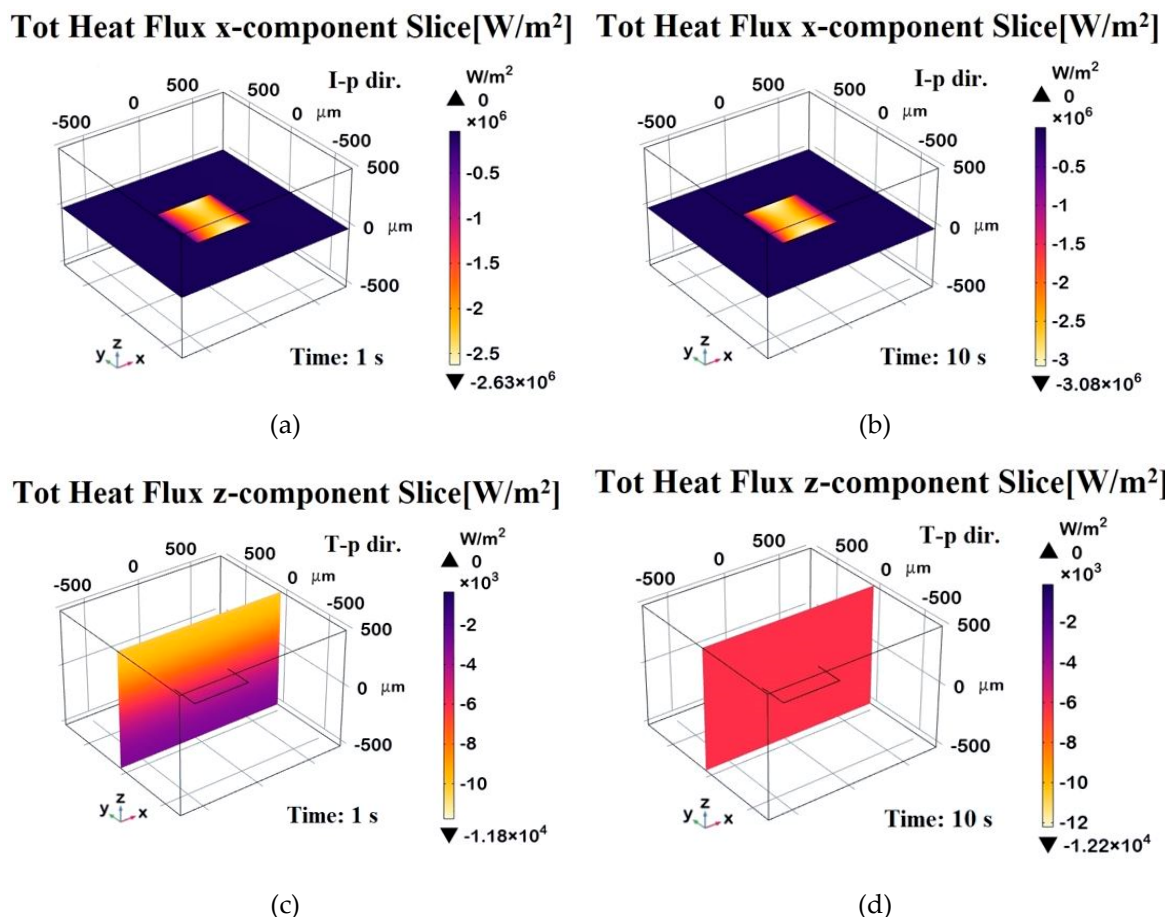 Tot Heat Flux x-component Slice[W/m²]
I-p dir.
500
0
-500
500
0 μm
-500
500
0 μm
-500
y z x
Time: 1 s
W/m²
▲ 0
×10⁶
-0.5
-1
-1.5
-2
-2.5
▼ -2.63×10⁶
(a)
Tot Heat Flux x-component Slice[W/m²]
I-p dir.
500
0
-500
500
0 μm
-500
500
0 μm
-500
y z x
Time: 10 s
W/m²
▲ 0
×10⁶
-0.5
-1
-1.5
-2
-2.5
-3
▼ -3.08×10⁶
(b)
Tot Heat Flux z-component Slice[W/m²]
T-p dir.
500
0
-500
500
0 μm
-500
500
0 μm
-500
y z x
Time: 1 s
W/m²
▲ 0
×10³
-2
-4
-6
-8
-10
▼ -1.18×10⁴
(c)
Tot Heat Flux z-component Slice[W/m²]
T-p dir.
500
0
-500
500
0 μm
-500
500
0 μm
-500
y z x
Time: 10 s
W/m²
▲ 0
×10³
-2
-4
-6
-8
-10
-12
▼ -1.22×10⁴
(d)